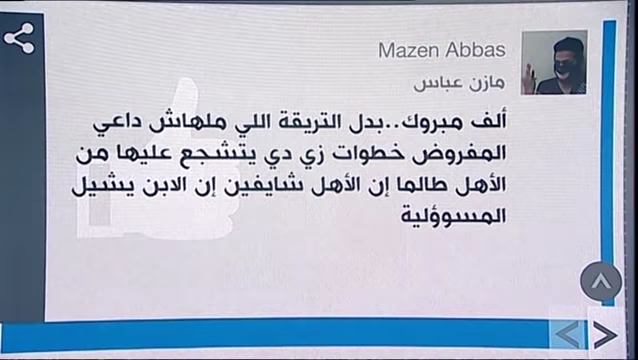 Mazen Abbas
مازن عباس
ألف مبروك..بدل التريقة اللي ملهاش داعي
المفروض خطوات زي دي يتشجع عليها من
الأهل طالما إن الأهل شايفين إن الابن يشيل
المسوؤلية